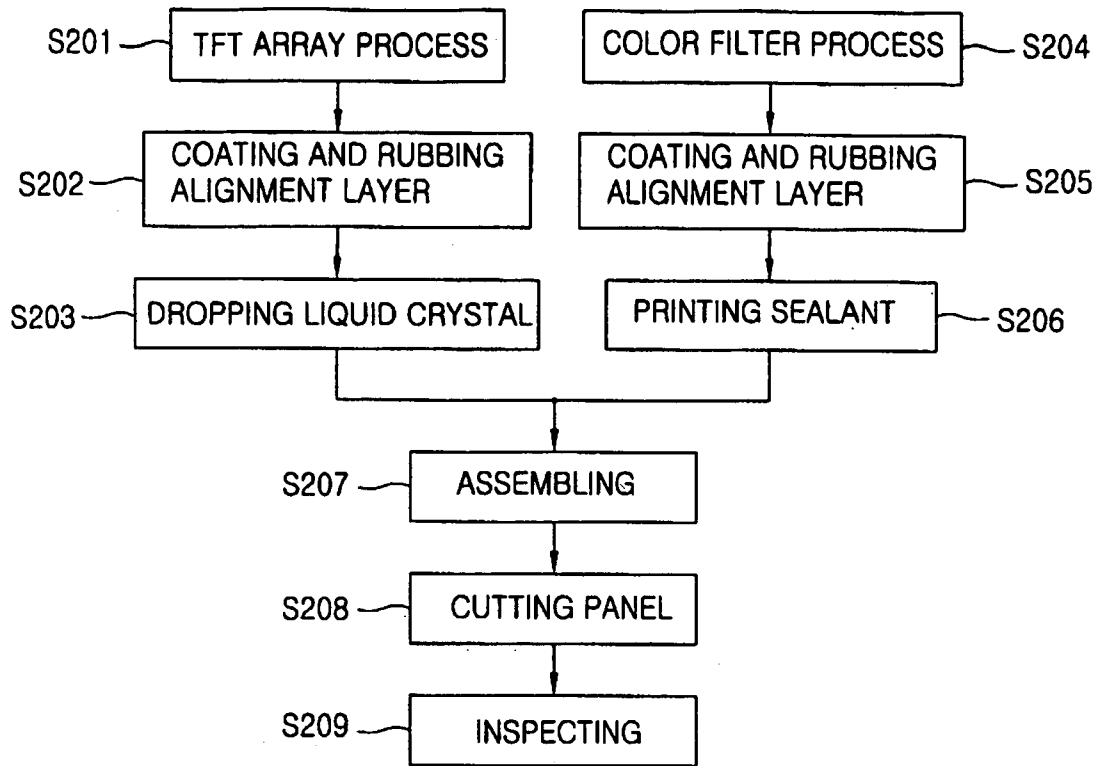 S201
TFT ARRAY PROCESS
COLOR FILTER PROCESS
S204
S202
COATING AND RUBBING
ALIGNMENT LAYER
COATING AND RUBBING
ALIGNMENT LAYER
S205
S203
DROPPING LIQUID CRYSTAL
PRINTING SEALANT
S206
S207
ASSEMBLING
S208
CUTTING PANEL
S209
INSPECTING